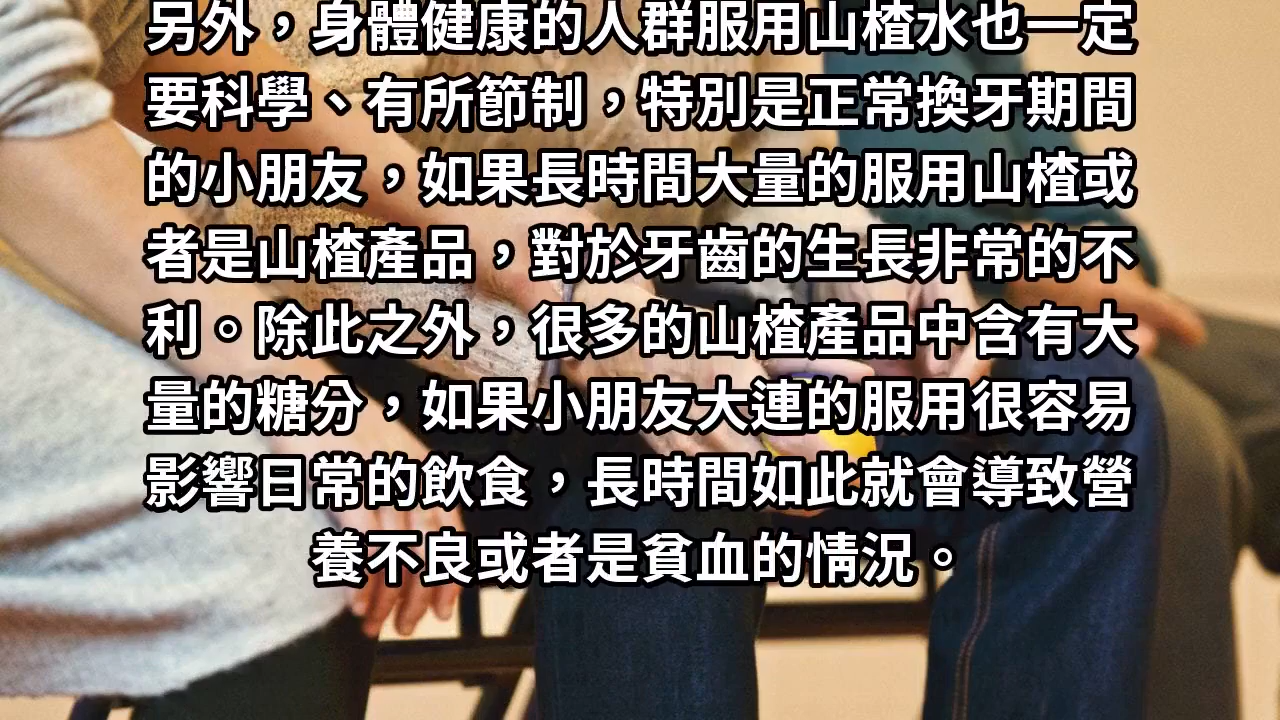 另外，身體健康的人群服用山楂水也一定
要科學、有所節制，特別是正常換牙期間
的小朋友，如果長時間大量的服用山楂或
者是山楂產品，對於牙齒的生長非常的不
利。除此之外，很多的山楂產品中含有大
量的糖分，如果小朋友大連的服用很容易
影響日常的飲食，長時間如此就會導致營
養不良或者是貧血的情況。